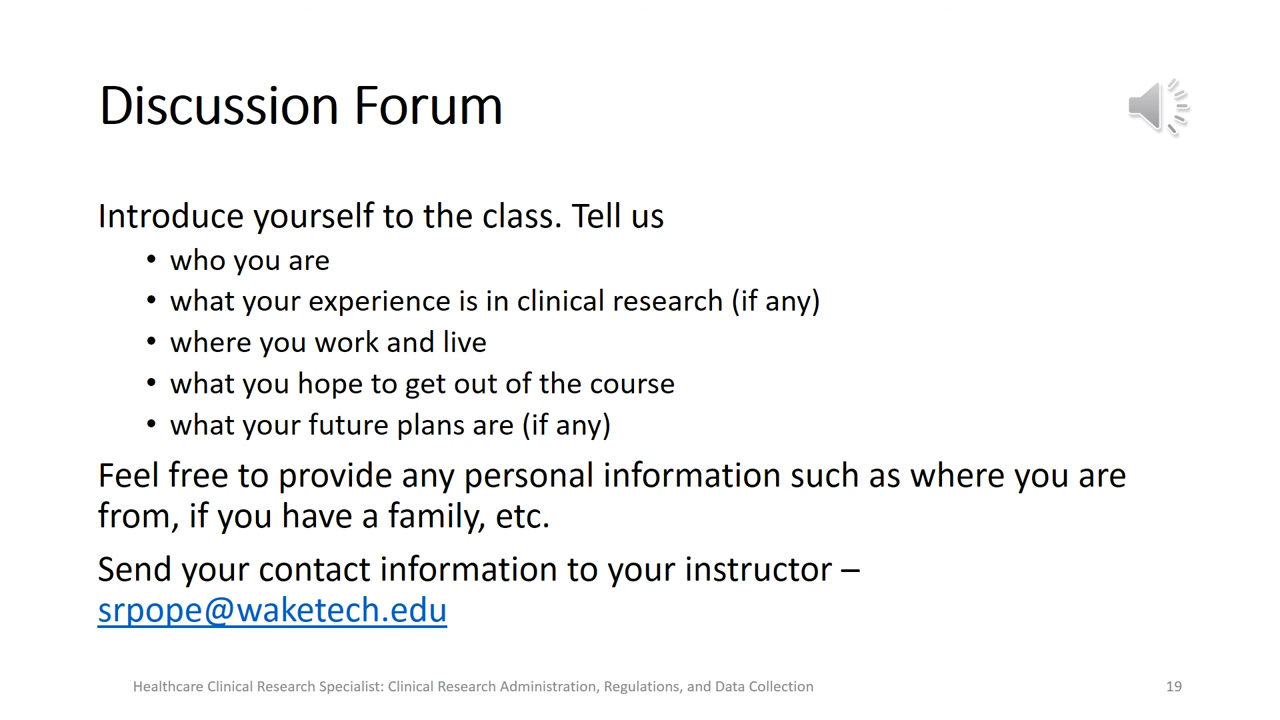 Discussion Forum
Introduce yourself to the class. Tell us
• who you are
• what your experience is in clinical research (if any)
• where you work and live
• what you hope to get out of the course
• what your future plans are (if any)
Feel free to provide any personal information such as where you are
from, if you have a family, etc.
Send your contact information to your instructor –
srpope@waketech.edu
Healthcare Clinical Research Specialist: Clinical Research Administration, Regulations, and Data Collection
19